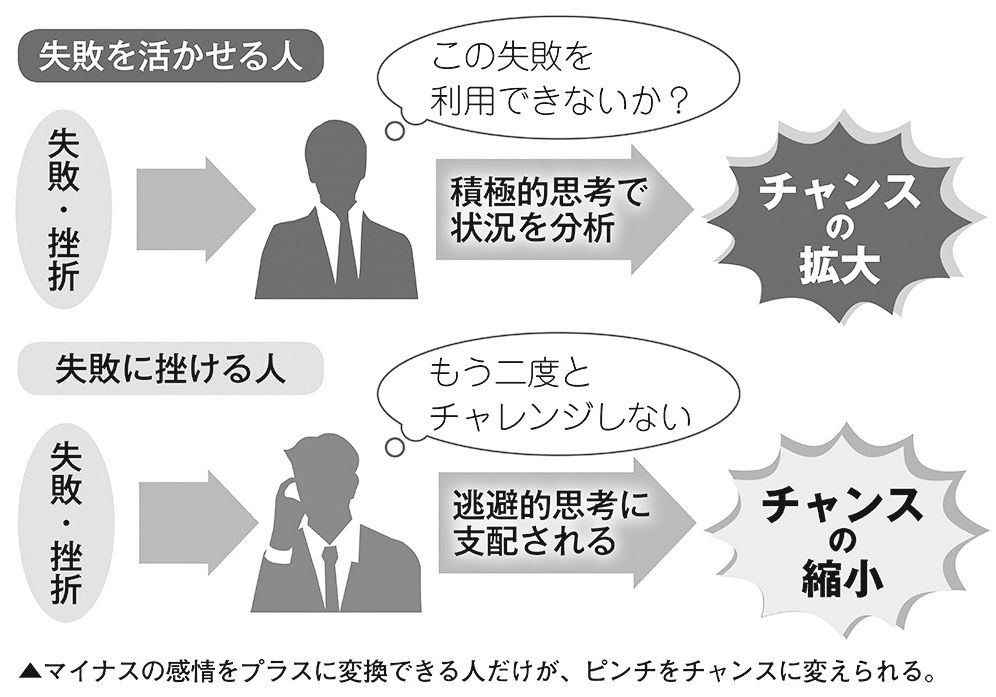 失敗を活かせる人
この失敗を
利用できないか?
失敗・挫折
積極的思考で
状況を分析
チャンス
の
拡大
失敗に挫ける人
もう二度と
チャレンジしない
失敗・挫折
逃避的思考に
支配される
チャンス
の
縮小
▲マイナスの感情をプラスに変換できる人だけが、ピンチをチャンスに変えられる。